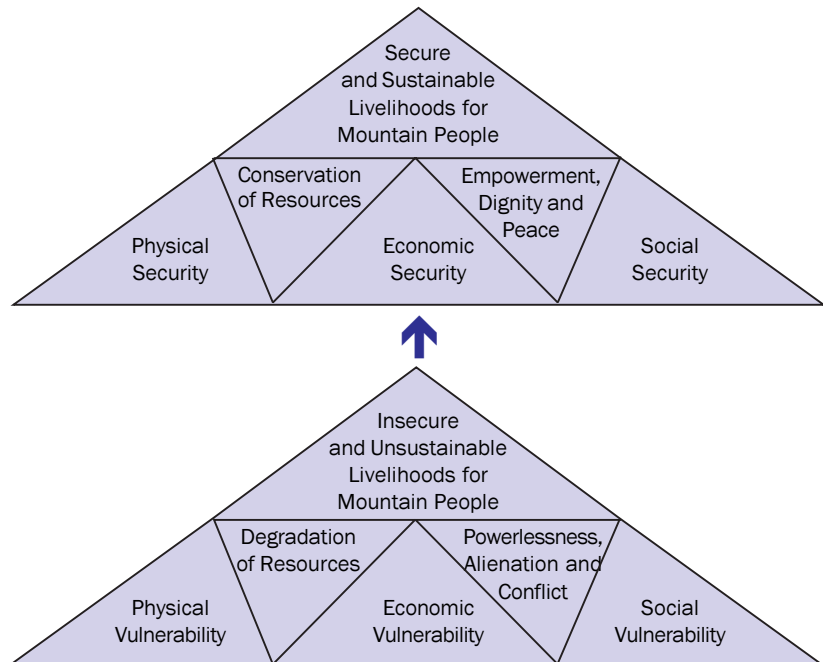 Secure
and Sustainable
Livelihoods for
Mountain People
Conservation
of Resources
Empowerment,
Dignity and
Peace
Physical
Security
Economic
Security
Social
Security
Insecure
and Unsustainable
Livelihoods for
Mountain People
Degradation
of Resources
Powerlessness,
Alienation and
Conflict
Physical
Vulnerability
Economic
Vulnerability
Social
Vulnerability